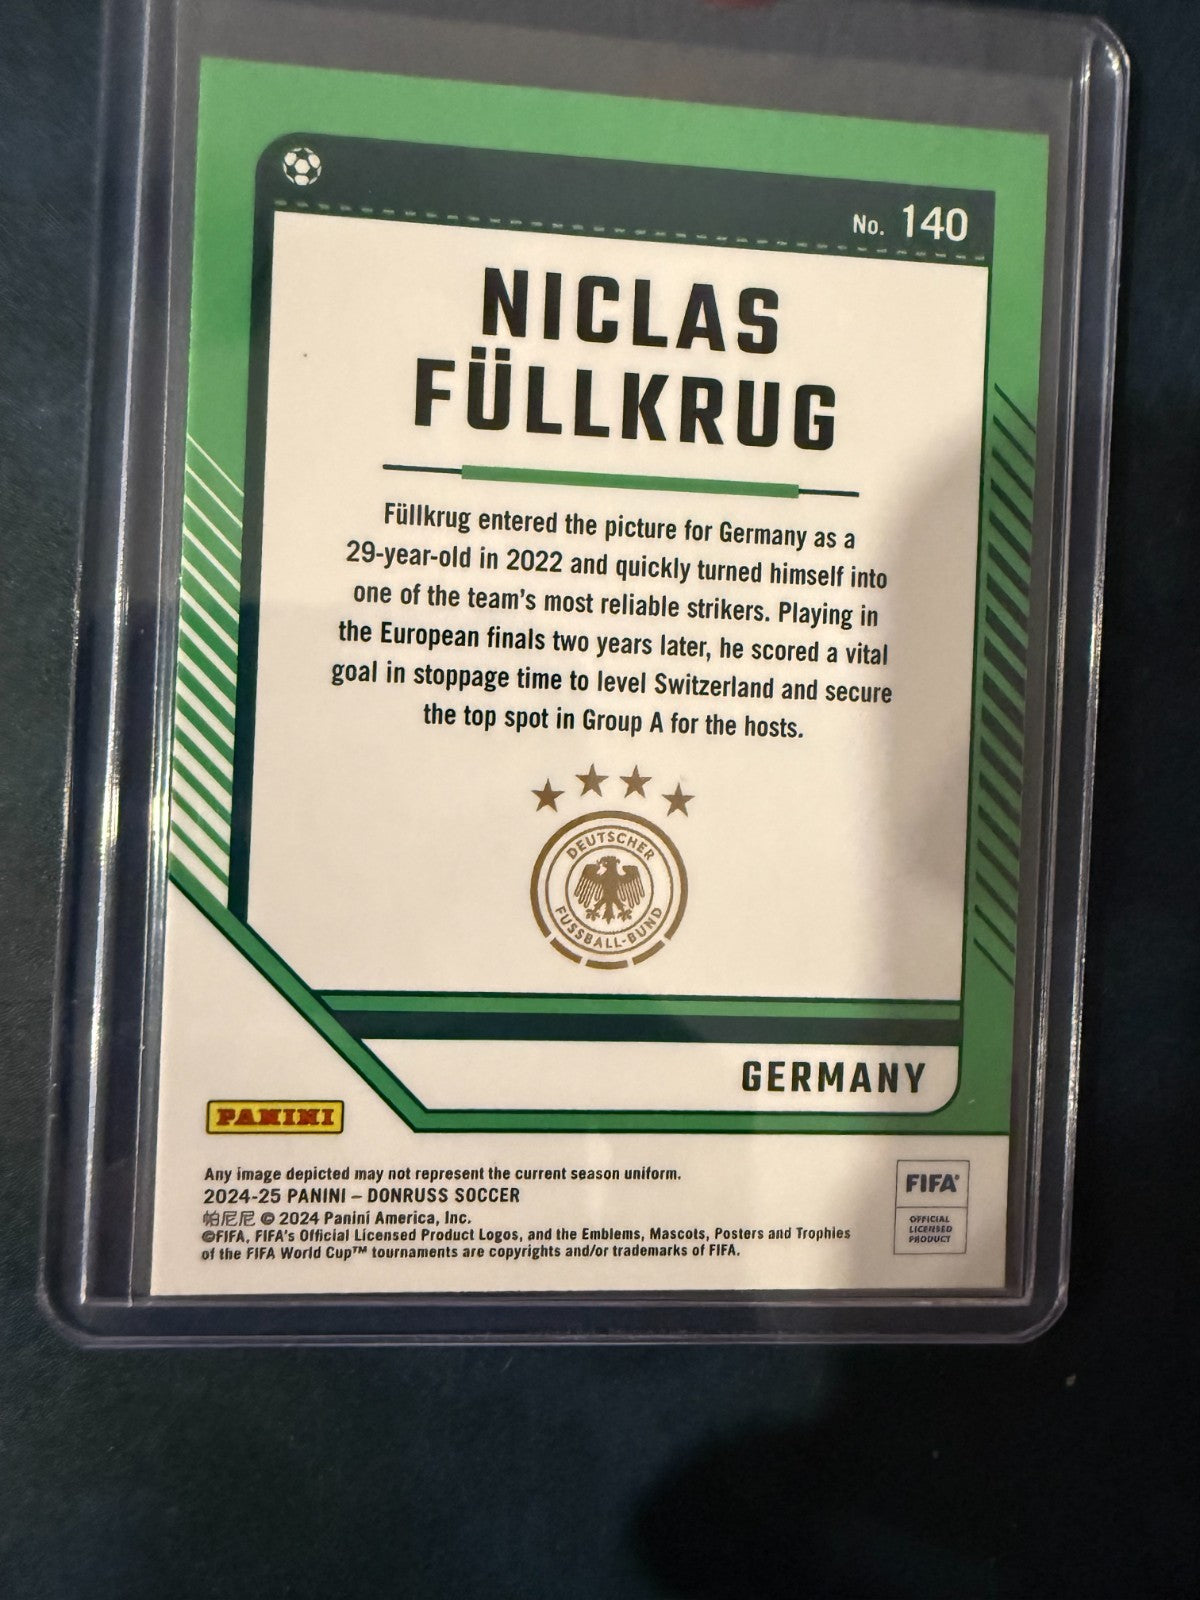 No. 140
NICLAS
FÜLLKRUG
Füllkrug entered the picture for Germany as a
29-year-old in 2022 and quickly turned himself into
one of the team's most reliable strikers. Playing in
the European finals two years later, he scored a vital
goal in stoppage time to level Switzerland and secure
the top spot in Group A for the hosts.
DEUTSCHER
FUSSBALL-BUND
GERMANY
PANINI
Any image depicted may not represent the current season uniform.
2024-25 PANINI – DONRUSS SOCCER
帕尼尼 © 2024 Panini America, Inc.
©FIFA, FIFA's Official Licensed Product Logos, and the Emblems, Mascots, Posters and Trophies
of the FIFA World Cup™ tournaments are copyrights and/or trademarks of FIFA.
FIFA®
OFFICIAL
LICENSED
PRODUCT